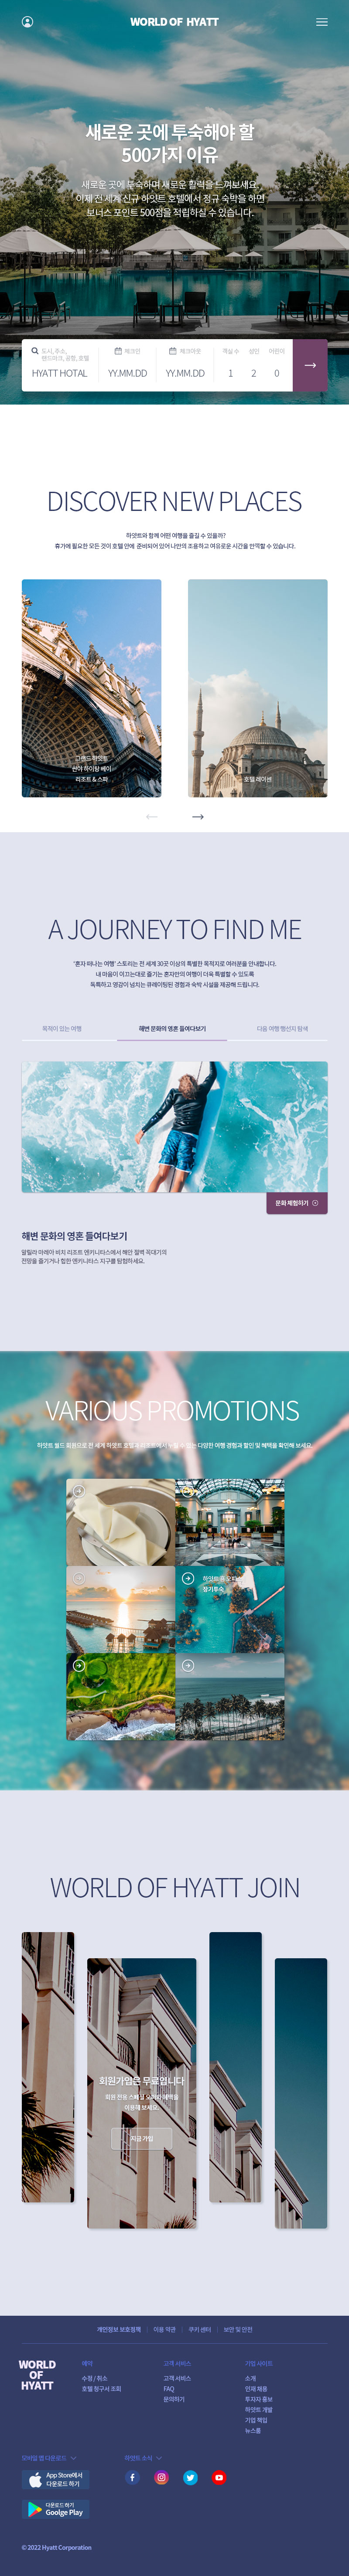 WORLD OF HYATT
새로운 곳에 투숙해야 할
500가지 이유
새로운 곳에 투숙하며 새로운 활력을 느껴보세요.
이제 전 세계 신규 하얏트 호텔에서 정규 숙박을 하면
보너스 포인트 500점을 적립하실 수 있습니다.
도시, 주소,
랜드마크, 공항, 호텔
체크인
체크아웃
객실 수
성인
어린이
HYATT HOTAL
YY.MM.DD
YY.MM.DD
1
2
0
DISCOVER NEW PLACES
하얏트와 함께 어떤 여행을 즐길 수 있을까?
휴가에 필요한 모든 것이 호텔 안에 준비되어 있어 나만의 조용하고 여유로운 시간을 만끽할 수 있습니다.
그랜드 하얏트
산야 하이탕 베이
리조트 & 스파
호텔 레이센
A JOURNEY TO FIND ME
'혼자 떠나는 여행' 스토리는 전 세계 30곳 이상의 특별한 목적지로 여러분을 안내합니다.
내 마음이 이끄는대로 즐기는 혼자만의 여행이 더욱 특별할 수 있도록
독특하고 영감이 넘치는 큐레이팅된 경험과 숙박 시설을 제공해 드립니다.
목적이 있는 여행
해변 문화의 영혼 들여다보기
다음 여행 행선지 탐색
문화 체험하기
해변 문화의 영혼 들여다보기
알릴라 마레아 비치 리조트 엔키니타스에서 해안 절벽 꼭대기의
전망을 즐기거나 힙한 엔키니타스 지구를 탐험하세요.
VARIOUS PROMOTIONS
하얏트 월드 회원으로 전 세계 하얏트 호텔과 리조트에서 누릴 수 있는 다양한 여행 경험과 할인 및 혜택을 확인해 보세요.
장기투숙
WORLD OF HYATT JOIN
회원가입은 무료입니다
회원 전용 스페셜 오퍼와 혜택을
이용해 보세요.
지금 가입
개인정보 보호정책
이용 약관
쿠키 센터
보안 및 안전
WORLD
OF
HYATT
예약
수정 / 취소
호텔 청구서 조회
고객 서비스
고객 서비스
FAQ
문의하기
기업 사이트
소개
인재 채용
투자자 홍보
하얏트 개발
기업 책임
뉴스룸
모바일 앱 다운로드
하얏트 소식
App Store에서
다운로드 하기
다운로드 하기
Goolge Play
© 2022 Hyatt Corporation